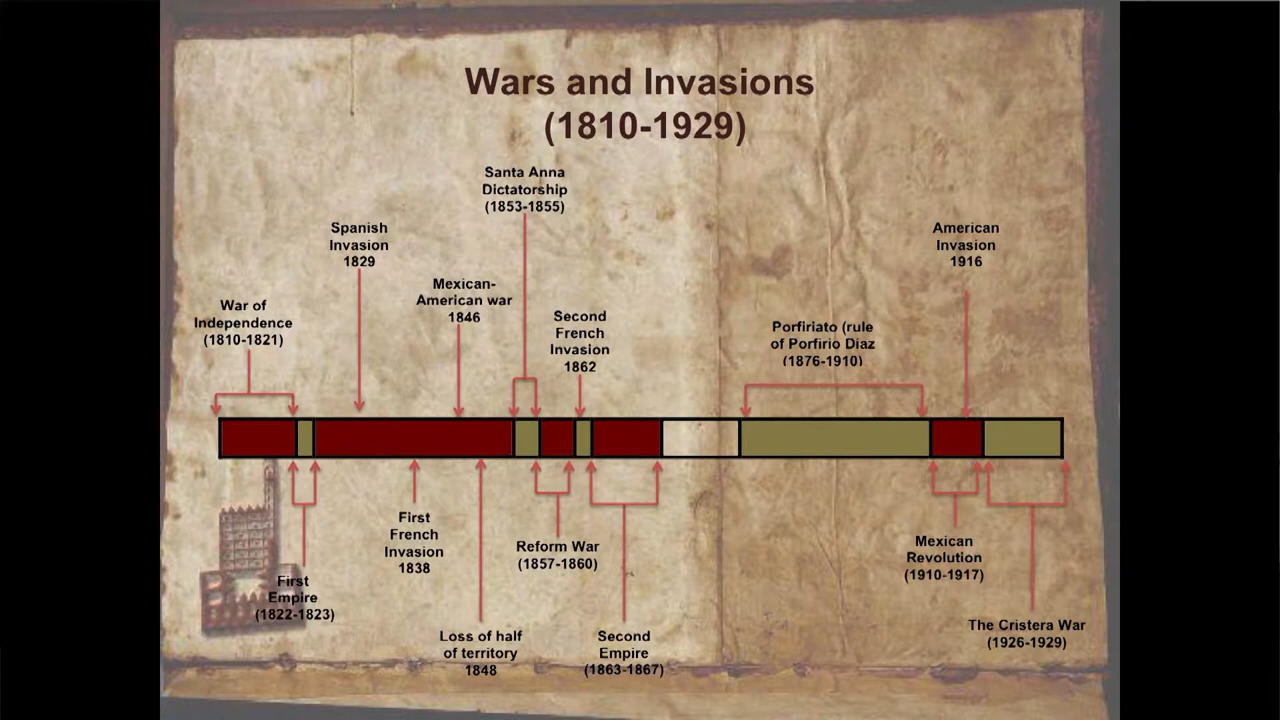 Wars and Invasions
(1810-1929)
Santa Anna
Dictatorship
(1853-1855)
Spanish
Invasion
1829
American
Invasion
1916
Mexican-
American war
1846
War of
Independence
(1810-1821)
Second
French
Invasion
1862
Porfiriato (rule
of Porfirio Diaz
(1876-1910)
First
French
Invasion
1838
Reform War
(1857-1860)
Mexican
Revolution
(1910-1917)
First
Empire
(1822-1823)
The Cristera War
(1926-1929)
Loss of half
of territory
1848
Second
Empire
(1863-1867)